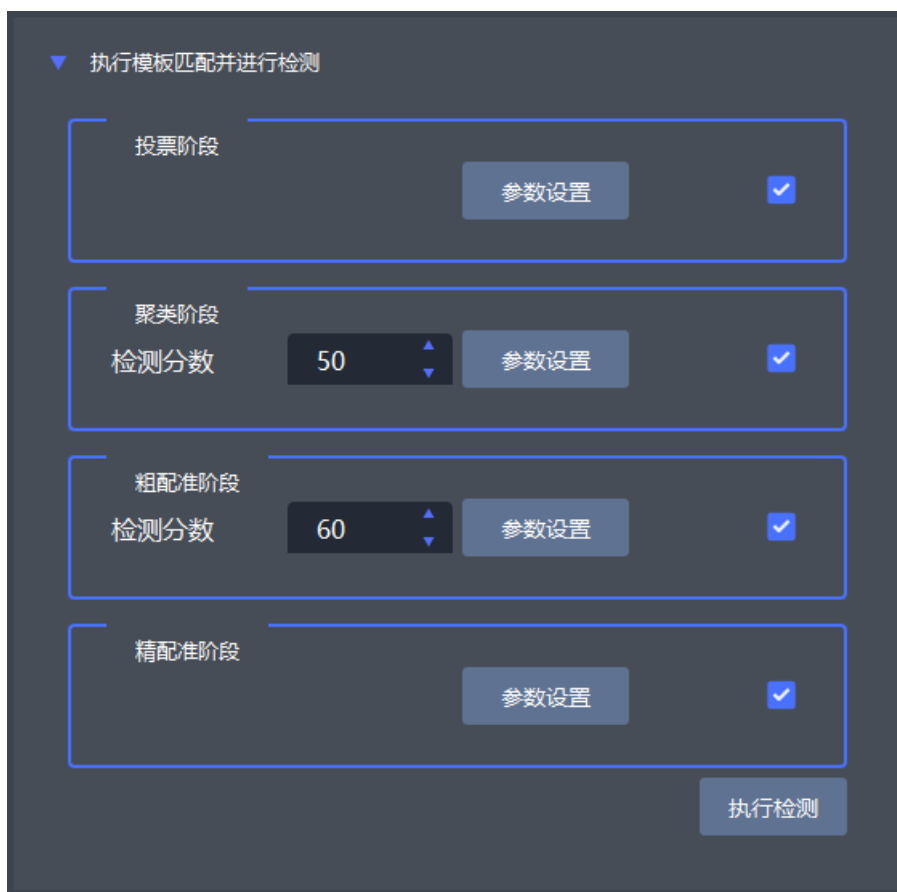 执行模板匹配并进行检测
投票阶段
参数设置
聚类阶段
检测分数 50 参数设置
粗配准阶段
检测分数 60 参数设置
精配准阶段
参数设置
执行检测